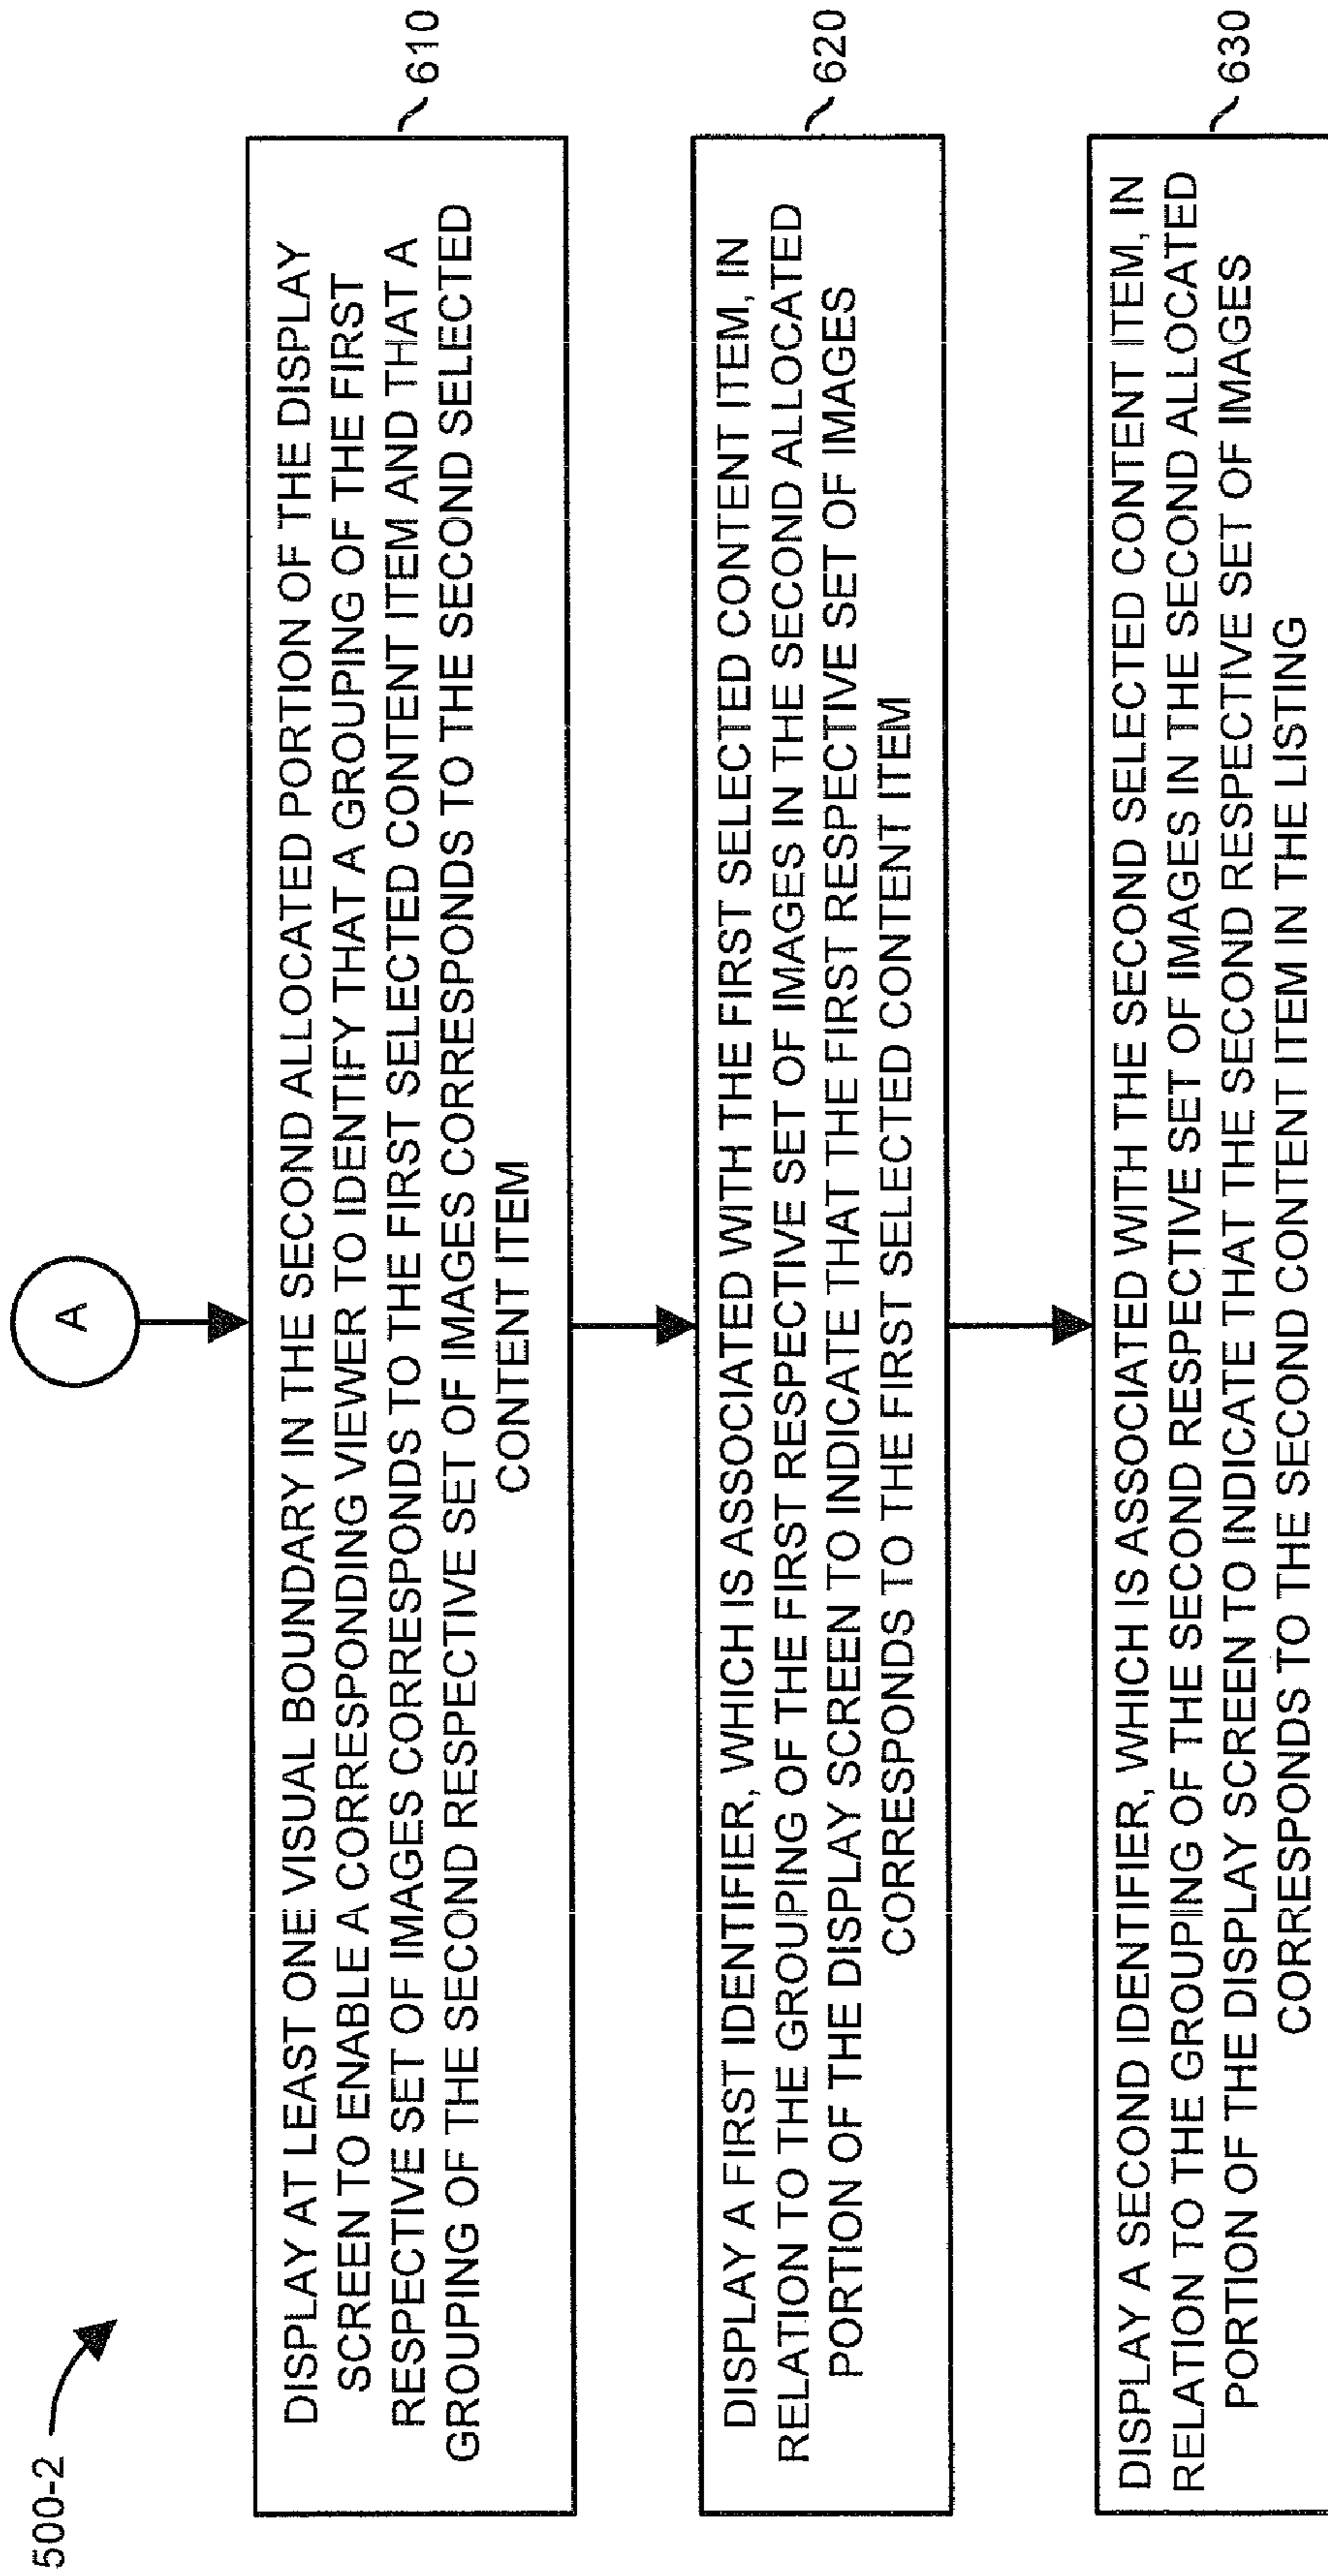 500-2
A
DISPLAY AT LEAST ONE VISUAL BOUNDARY IN THE SECOND ALLOCATED PORTION OF THE DISPLAY
SCREEN TO ENABLE A CORRESPONDING VIEWER TO IDENTIFY THAT A GROUPING OF THE FIRST
RESPECTIVE SET OF IMAGES CORRESPONDS TO THE FIRST SELECTED CONTENT ITEM AND THAT A
GROUPING OF THE SECOND RESPECTIVE SET OF IMAGES CORRESPONDS TO THE SECOND SELECTED
CONTENT ITEM
610
DISPLAY A FIRST IDENTIFIER, WHICH IS ASSOCIATED WITH THE FIRST SELECTED CONTENT ITEM, IN
RELATION TO THE GROUPING OF THE FIRST RESPECTIVE SET OF IMAGES IN THE SECOND ALLOCATED
PORTION OF THE DISPLAY SCREEN TO INDICATE THAT THE FIRST RESPECTIVE SET OF IMAGES
CORRESPONDS TO THE FIRST SELECTED CONTENT ITEM
620
DISPLAY A SECOND IDENTIFIER, WHICH IS ASSOCIATED WITH THE SECOND SELECTED CONTENT ITEM, IN
RELATION TO THE GROUPING OF THE SECOND RESPECTIVE SET OF IMAGES IN THE SECOND ALLOCATED
PORTION OF THE DISPLAY SCREEN TO INDICATE THAT THE SECOND RESPECTIVE SET OF IMAGES
CORRESPONDS TO THE SECOND CONTENT ITEM IN THE LISTING
630